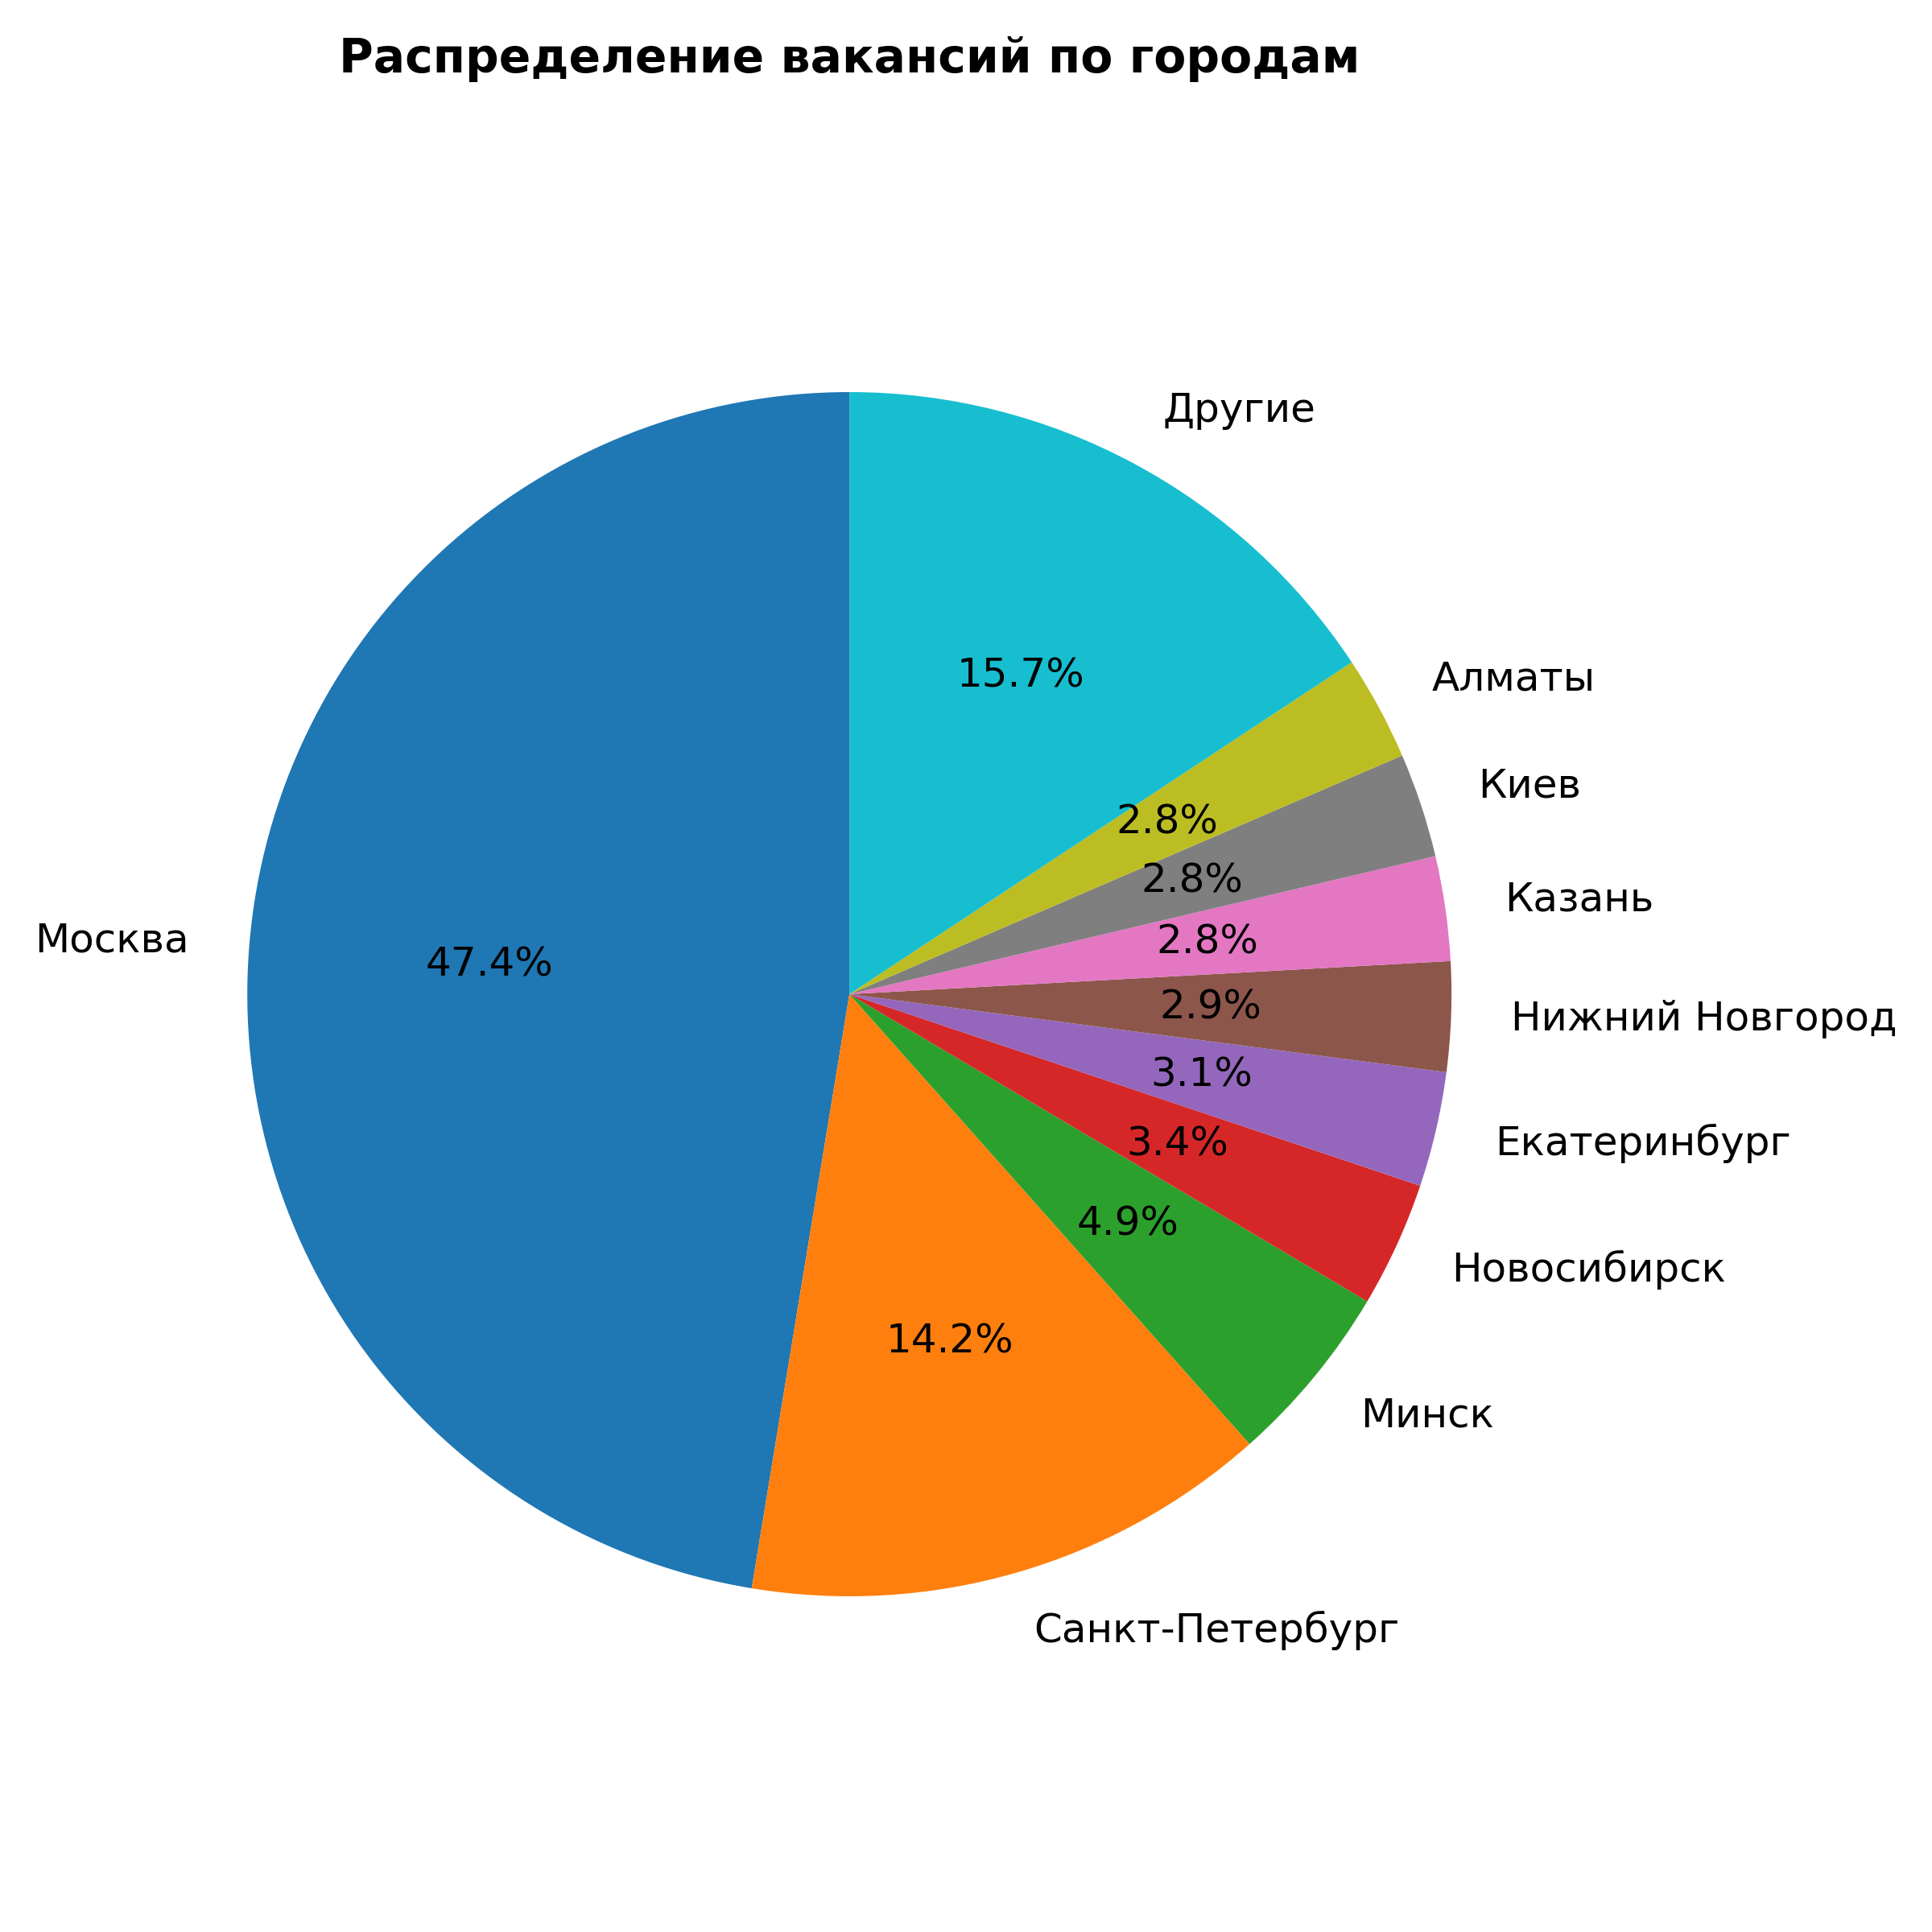 Распределение вакансий по городам
Другие
15.7%
Алматы
2.8%
Киев
2.8%
Казань
2.8%
Москва
47.4%
Нижний Новгород
2.9%
Екатеринбург
3.1%
Новосибирск
3.4%
Минск
4.9%
Санкт-Петербург
14.2%